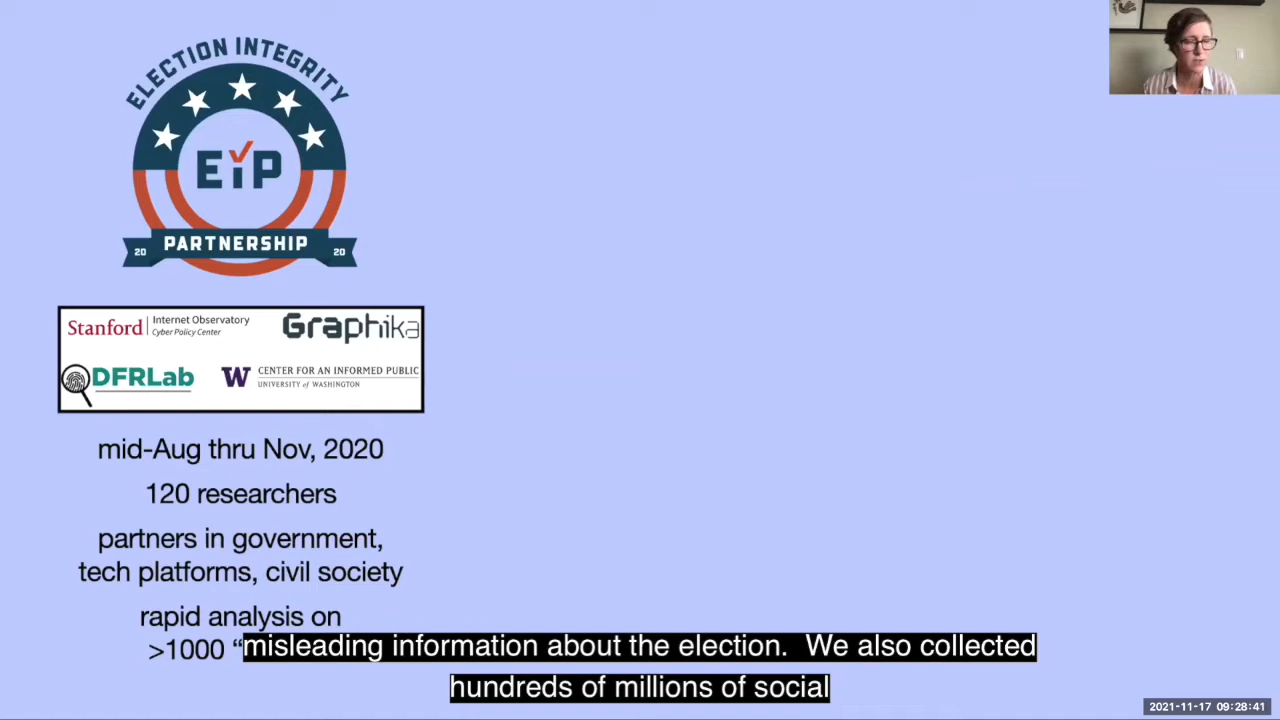 ELECTION INTEGRITY
EiP
20 PARTNERSHIP 20
Stanford | Internet Observatory
Cyber Policy Center
Graphika
DFRLab
W CENTER FOR AN INFORMED PUBLIC
UNIVERSITY of WASHINGTON
mid-Aug thru Nov, 2020
120 researchers
partners in government,
tech platforms, civil society
rapid analysis on
>1000 “
misleading information about the election. We also collected
hundreds of millions of social
2021-11-17 09:28:41